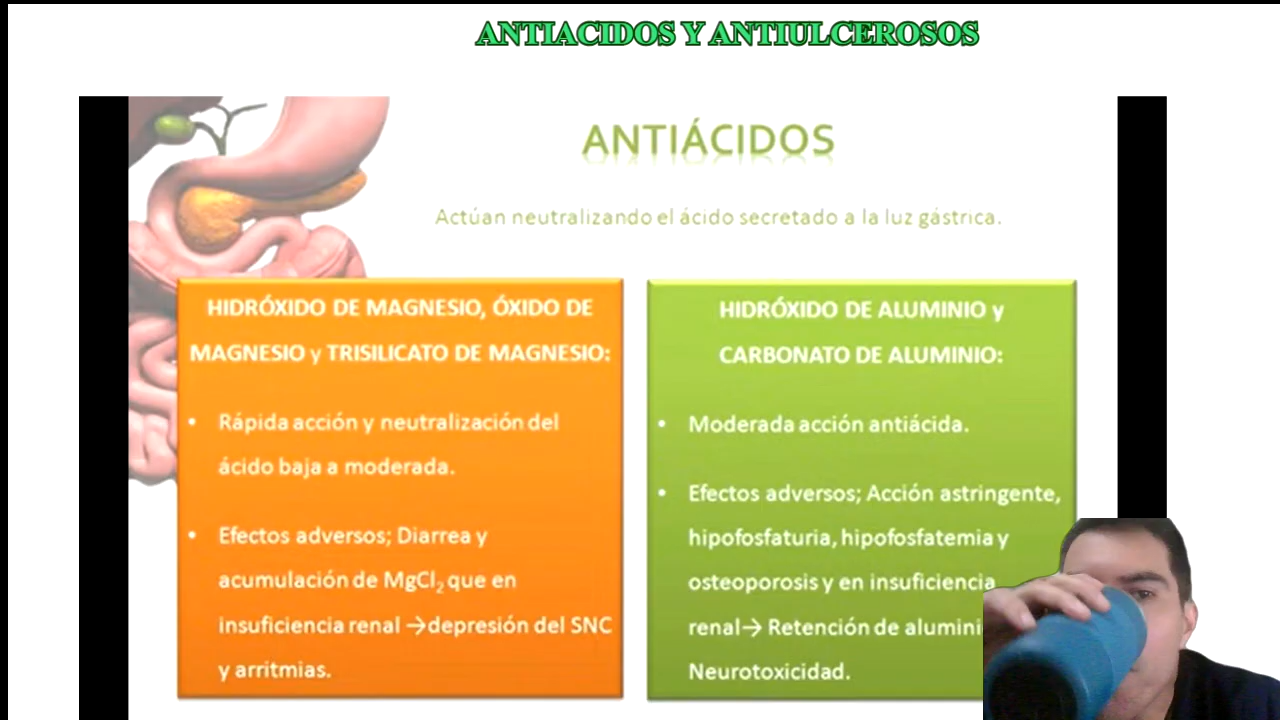 ANTIACIDOS Y ANTIULCEROSOS
ANTIÁCIDOS
Actúan neutralizando el ácido secretado a la luz gástrica.
HIDRÓXIDO DE MAGNESIO, ÓXIDO DE
MAGNESIO y TRISILICATO DE MAGNESIO:
• Rápida acción y neutralización del
ácido baja a moderada.
• Efectos adversos; Diarrea y
acumulación de MgCl₂ que en
insuficiencia renal →depresión del SNC
y arritmias.
HIDRÓXIDO DE ALUMINIO y
CARBONATO DE ALUMINIO:
• Moderada acción antiácida.
• Efectos adversos; Acción astringente,
hipofosfaturia, hipofosfatemia y
osteoporosis y en insuficiencia
renal→ Retención de
Neurotoxicidad.